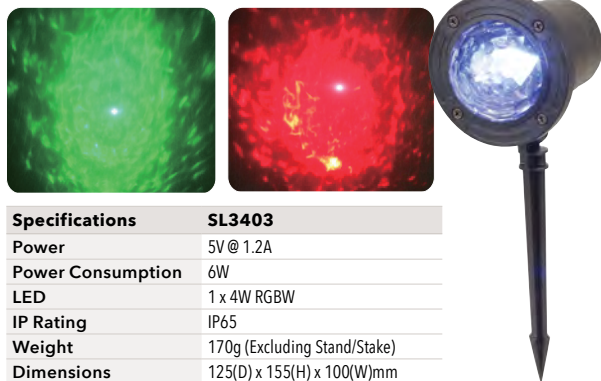 Specifications SL3403
Power 5V @ 1.2A
Power Consumption 6W
LED 1 x 4W RGBW
IP Rating IP65
Weight 170g (Excluding Stand/Stake)
Dimensions 125(D) x 155(H) x 100(W)mm